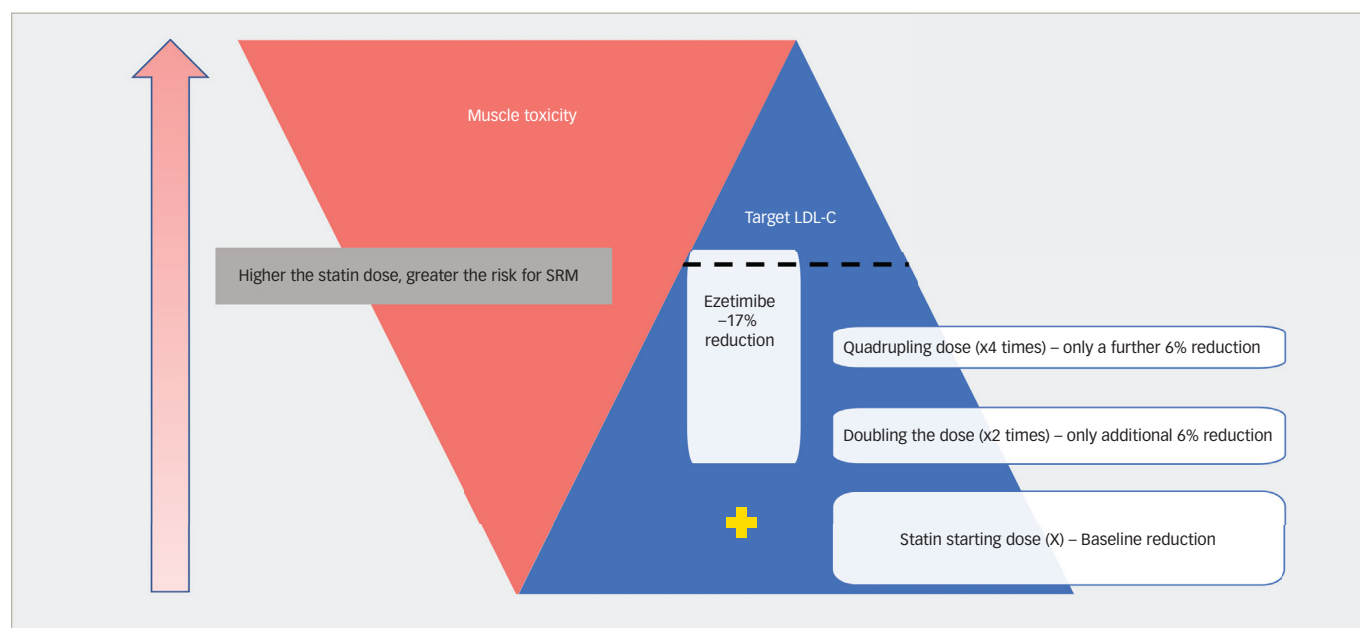 Muscle toxicity
Target LDL-C
Higher the statin dose, greater the risk for SRM
Ezetimibe
–17%
reduction
Quadrupling dose (x4 times) – only a further 6% reduction
Doubling the dose (x2 times) – only additional 6% reduction
Statin starting dose (X) – Baseline reduction